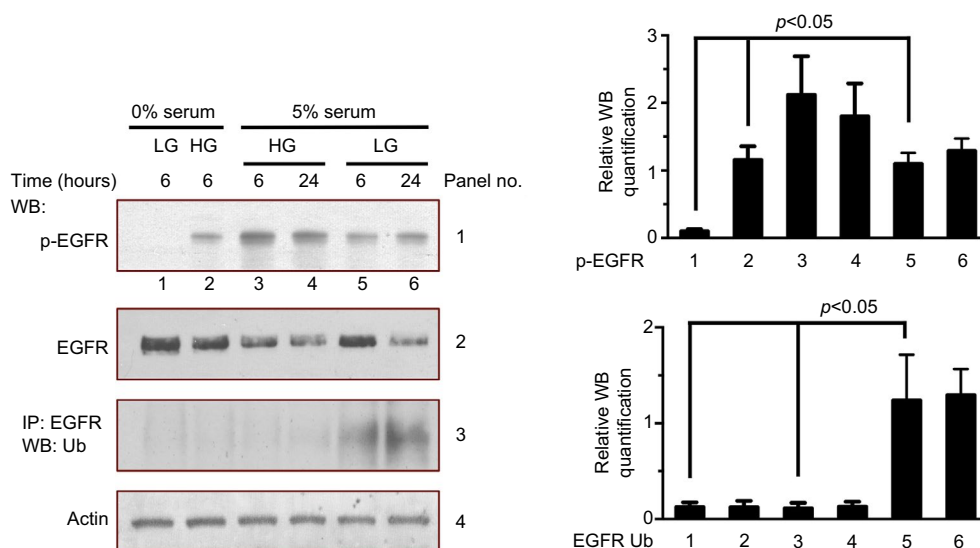 0% serum 5% serum
LG HG HG LG
Time (hours) 6 6 6 24 6 24 Panel no.
WB:
p-EGFR 1
1 2 3 4 5 6
EGFR 2
IP: EGFR
WB: Ub
3
Actin 4
p<0.05
3
2
1
0
Relative WB
quantification
p-EGFR 1 2 3 4 5 6
p<0.05
2
1
0
Relative WB
quantification
EGFR Ub 1 2 3 4 5 6